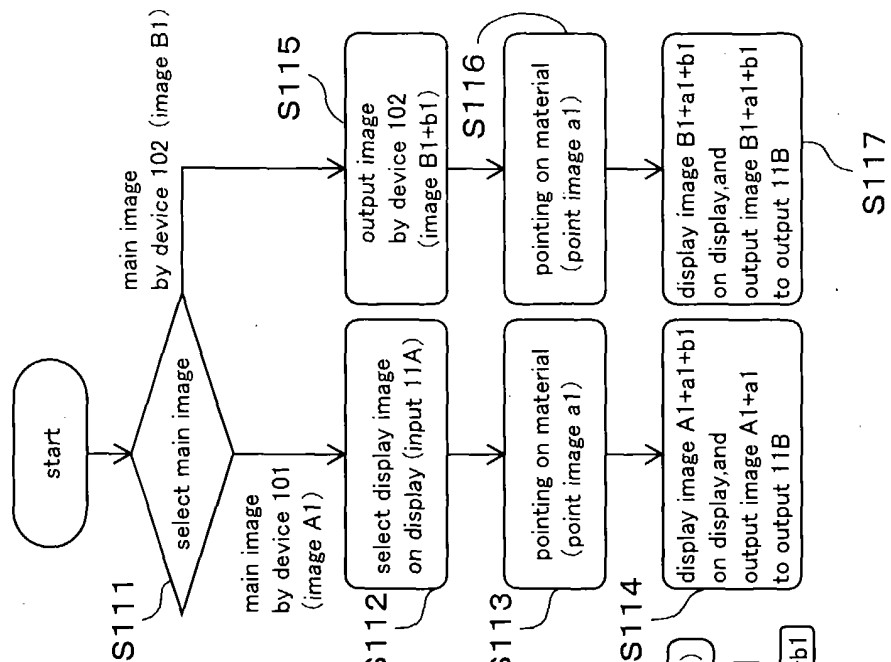 start
S111
select main image
main image
by device 102 (image B1)
main image
by device 101
(image A1)
S112
select display image
on display (input 11A)
S115
output image
by device 102
(image B1+b1)
S113
pointing on material
(point image a1)
S116
pointing on material
(point image a1)
S114
display image A1+a1+b1
on display,and
output image A1+a1
to output 11B
display image B1+a1+b1
on display,and
output image B1+a1+b1
to output 11B
S117
)
b1